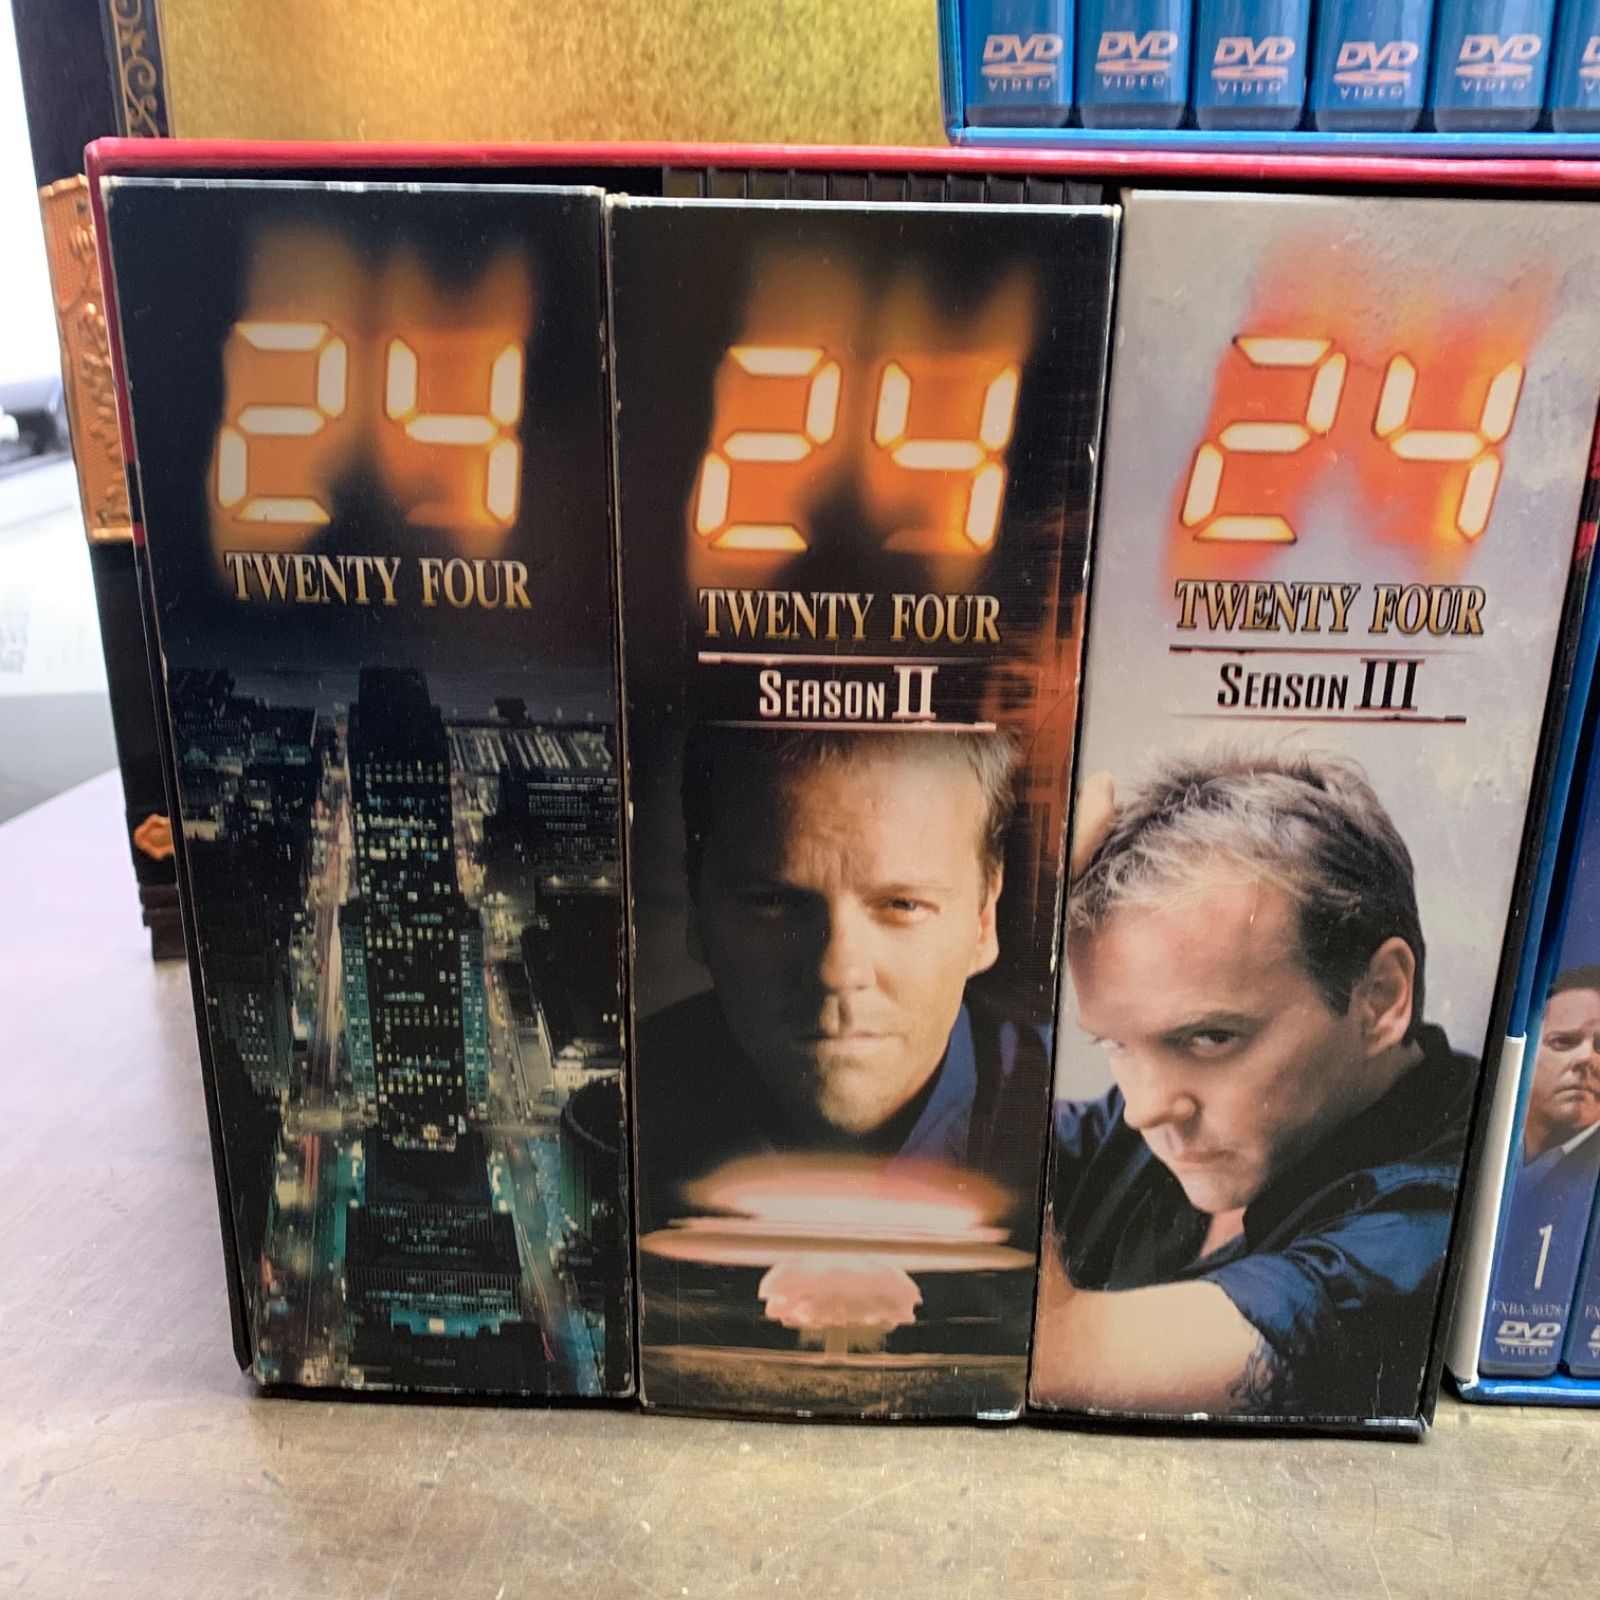 DVD VIDEO
DVD VIDEO
DVD VIDEO
DVD VIDEO
DVD VIDEO
24
TWENTY FOUR
24
TWENTY FOUR
SEASON II
24
TWENTY FOUR
SEASON III
1
DVD
VIDEO